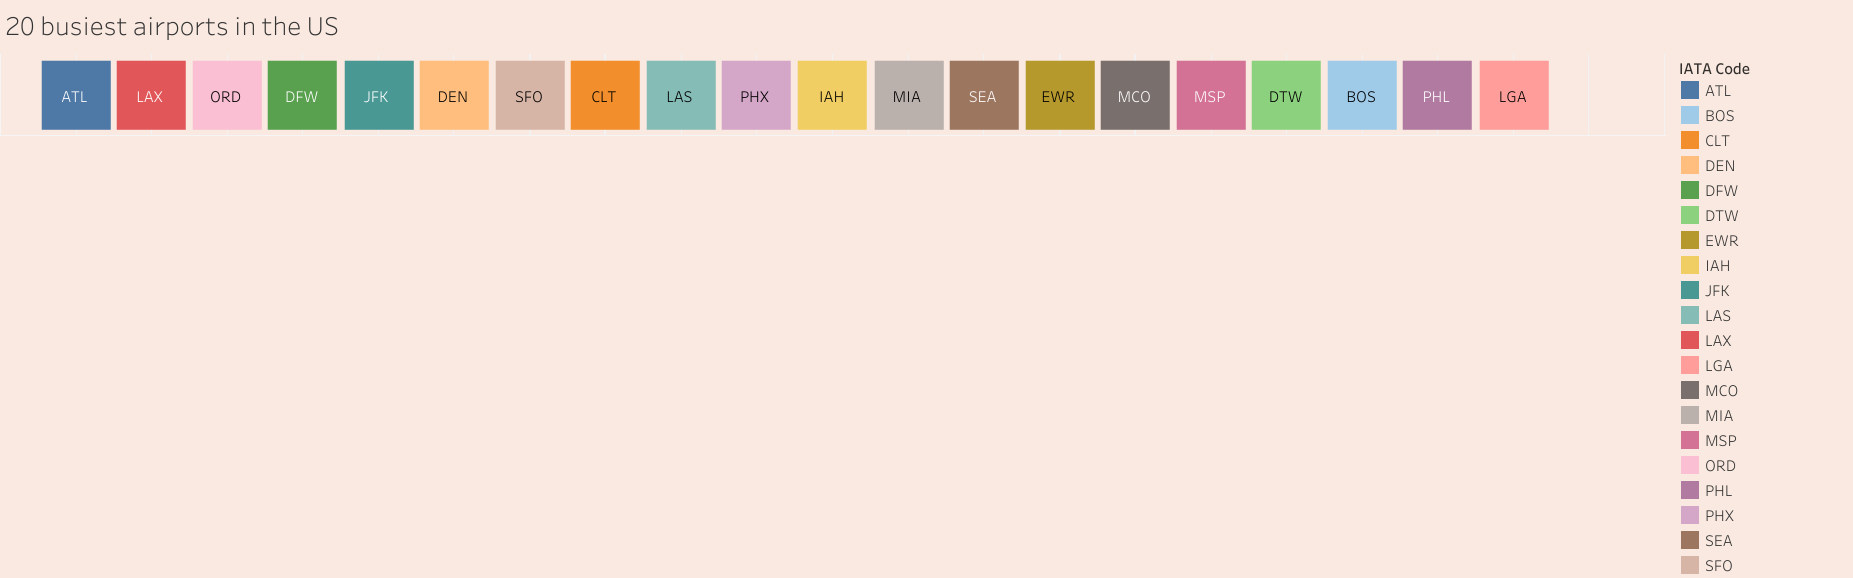 20 busiest airports in the US
ATL LAX ORD DFW JFK DEN SFO CLT LAS PHX IAH MIA SEA EWR MCO MSP DTW BOS PHL LGA
IATA Code
ATL
BOS
CLT
DEN
DFW
DTW
EWR
IAH
JFK
LAS
LAX
LGA
MCO
MIA
MSP
ORD
PHL
PHX
SEA
SFO